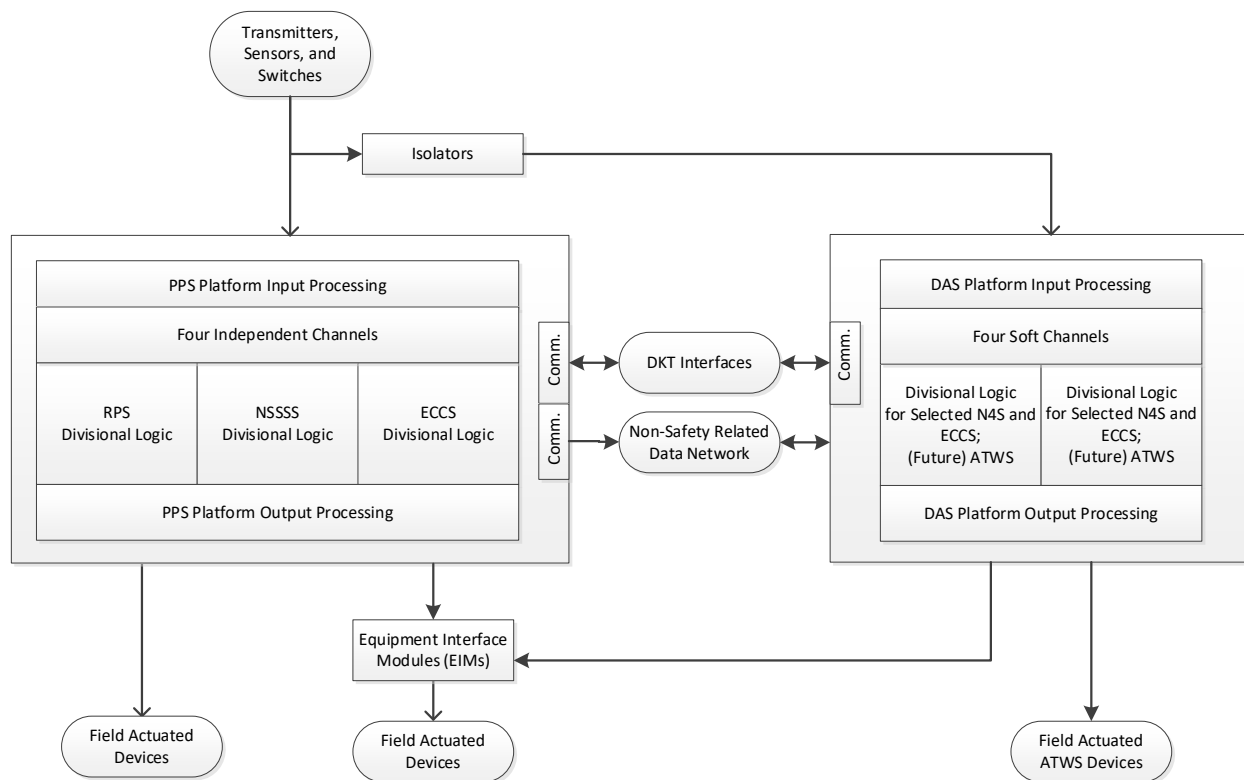 Transmitters,
Sensors, and
Switches
Isolators
PPS Platform Input Processing
Four Independent Channels
RPS
Divisional Logic
NSSSS
Divisional Logic
ECCS
Divisional Logic
PPS Platform Output Processing
Comm.
Comm.
DKT Interfaces
Non-Safety Related
Data Network
Comm.
DAS Platform Input Processing
Four Soft Channels
Divisional Logic
for Selected N4S and
ECCS;
(Future) ATWS
Divisional Logic
for Selected N4S and
ECCS;
(Future) ATWS
DAS Platform Output Processing
Equipment Interface
Modules (EIMs)
Field Actuated
Devices
Field Actuated
Devices
Field Actuated
ATWS Devices